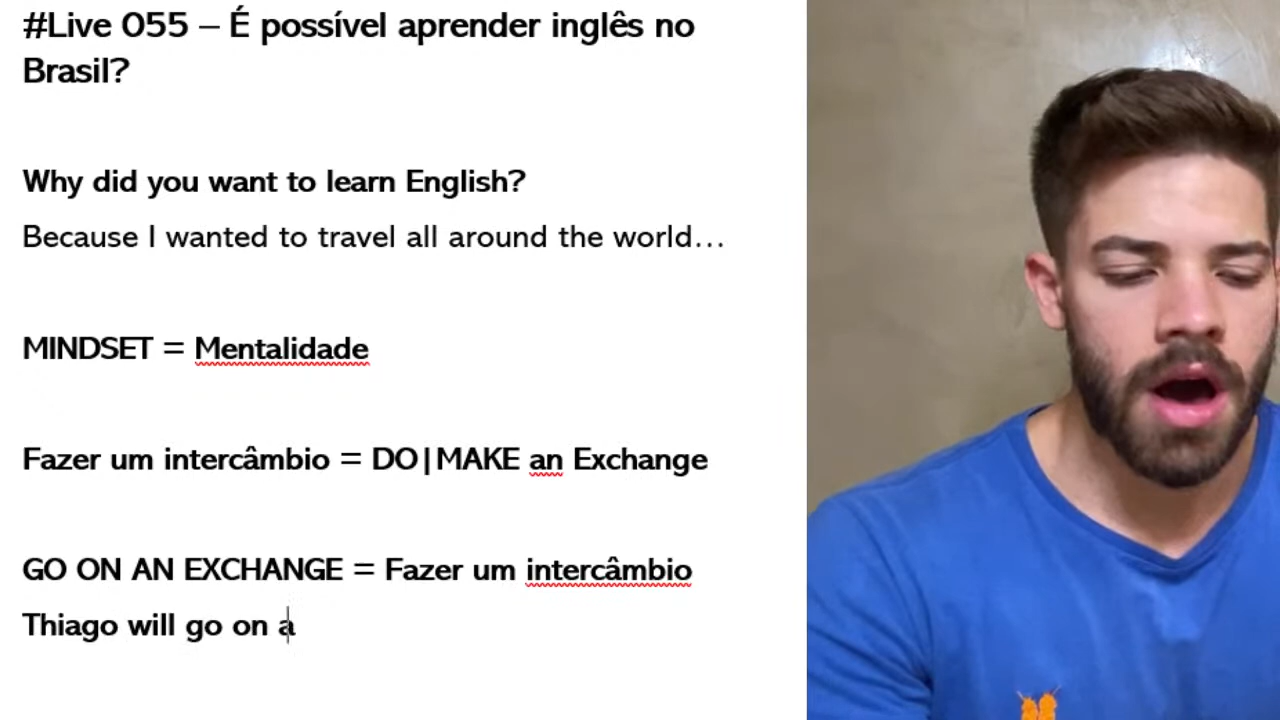 #Live 055 – É possível aprender inglês no
Brasil?
Why did you want to learn English?
Because I wanted to travel all around the world…
MINDSET = Mentalidade
Fazer um intercâmbio = DO|MAKE an Exchange
GO ON AN EXCHANGE = Fazer um intercâmbio
Thiago will go on a